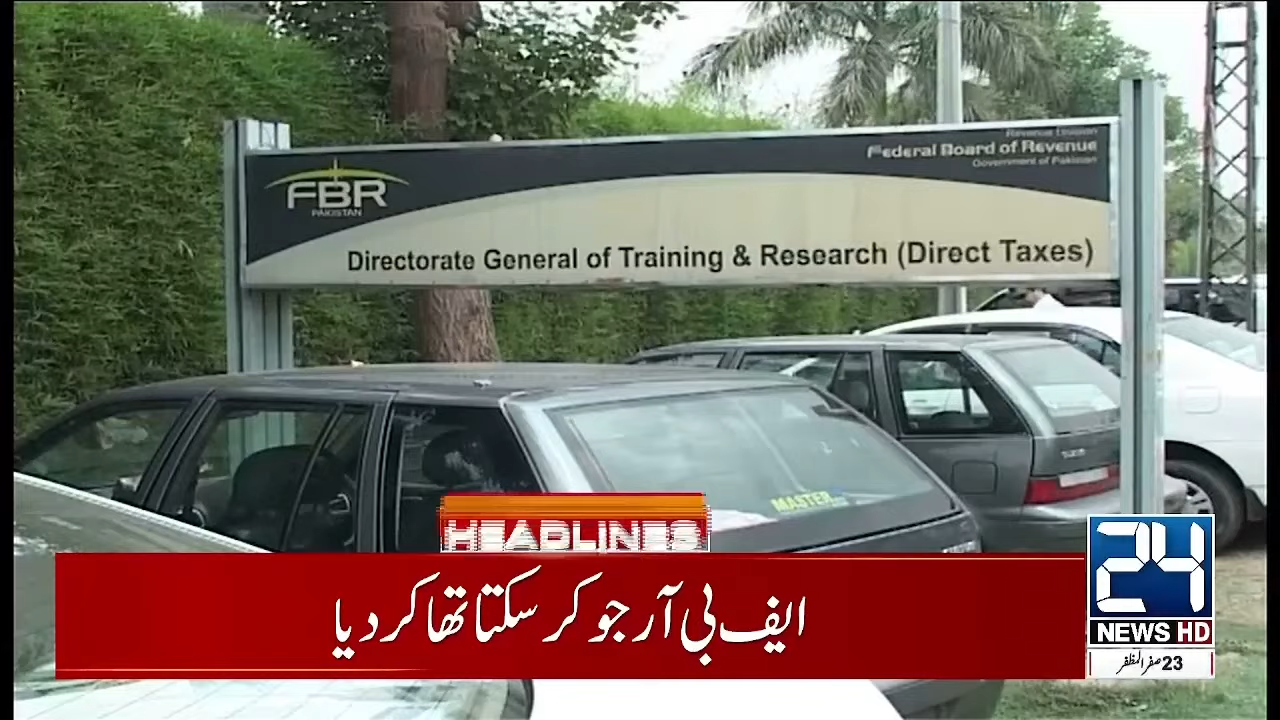 Revenue Division
Federal Board of Revenue
Government of Pakistan
FBR
PAKISTAN
Directorate General of Training & Research (Direct Taxes)
MASTER
HEADLINES
ایف بی آر جو کر سکتا تھا کر دیا
24
NEWS HD
23 صفر المظفر